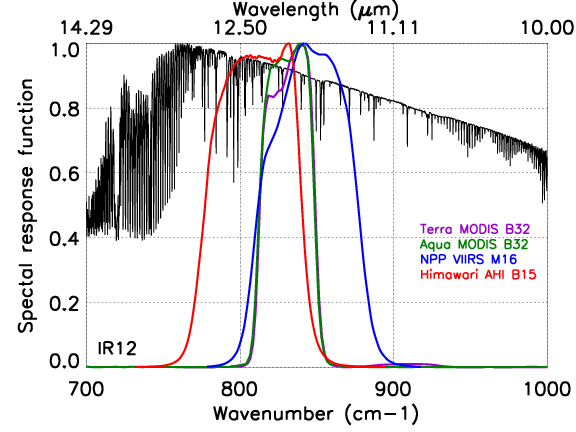 Wavelength (μm)
14.29 12.50 11.11 10.00
1.0
0.8
0.6
0.4
0.2
0.0
Spectal response function
Terra MODIS B32
Aqua MODIS B32
NPP VIIRS M16
Himawari AHI B15
IR12
700 800 900 1000
Wavenumber (cm-1)